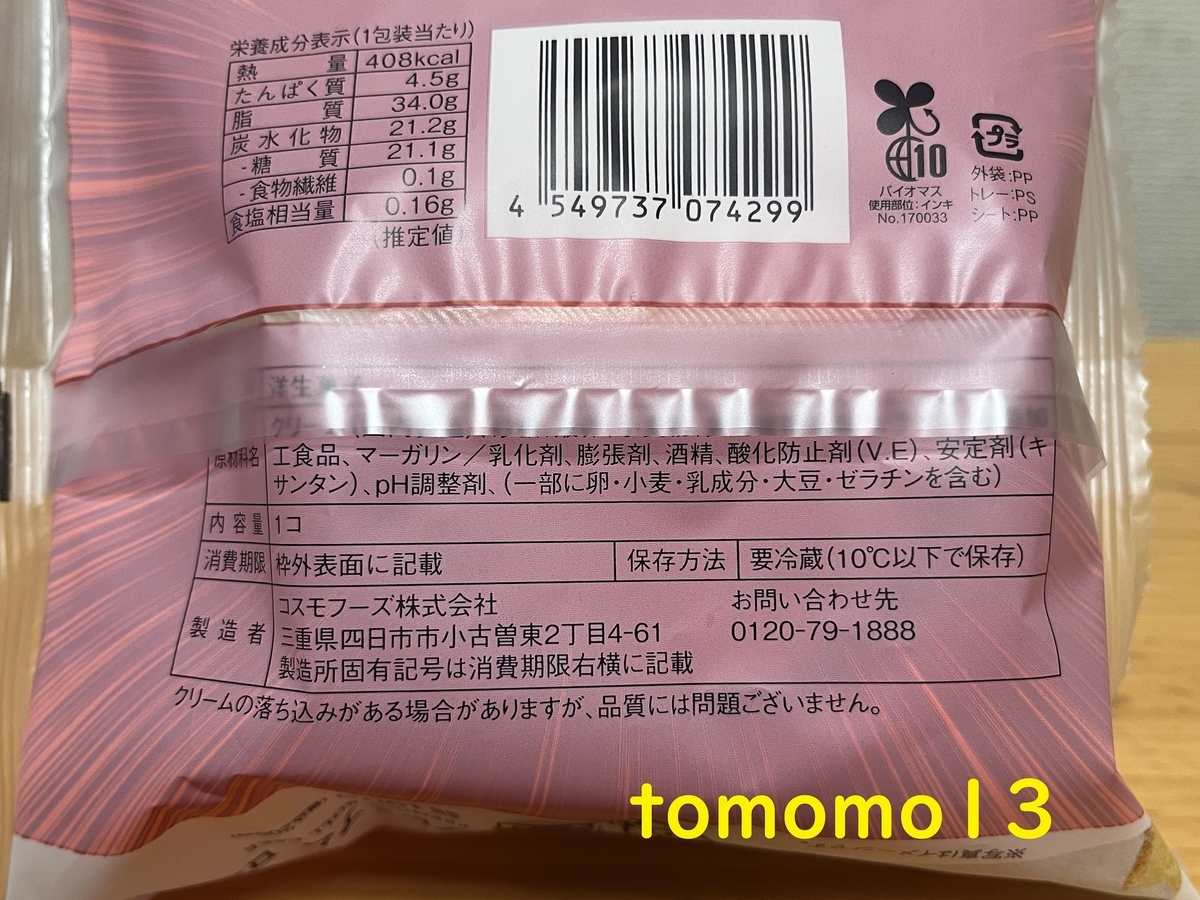 栄養成分表示(1包装当たり)
熱量 408kcal
たんぱく質 4.5g
脂質 34.0g
炭水化物 21.2g
-糖質 21.1g
-食物繊維 0.1g
食塩相当量 0.16g
(推定値)
4 549737 074299
10
バイオマス
使用部位:インキ
No.170033
プラ
外袋:PP
トレー:PS
シート:PP
洋生菓子
クリーム
原材料名 工食品、マーガリン/乳化剤、膨張剤、酒精、酸化防止剤(V.E)、安定剤(キ
サンタン)、pH調整剤、(一部に卵・小麦・乳成分・大豆・ゼラチンを含む)
内容量 1コ
消費期限 枠外表面に記載 保存方法 要冷蔵(10℃以下で保存)
製造者 コスモフーズ株式会社
三重県四日市市小古曽東2丁目4-61
製造所固有記号は消費期限右横に記載
お問い合わせ先
0120-79-1888
クリームの落ち込みがある場合がありますが、品質には問題ございません。
tomomo13
※写真はイメージです。